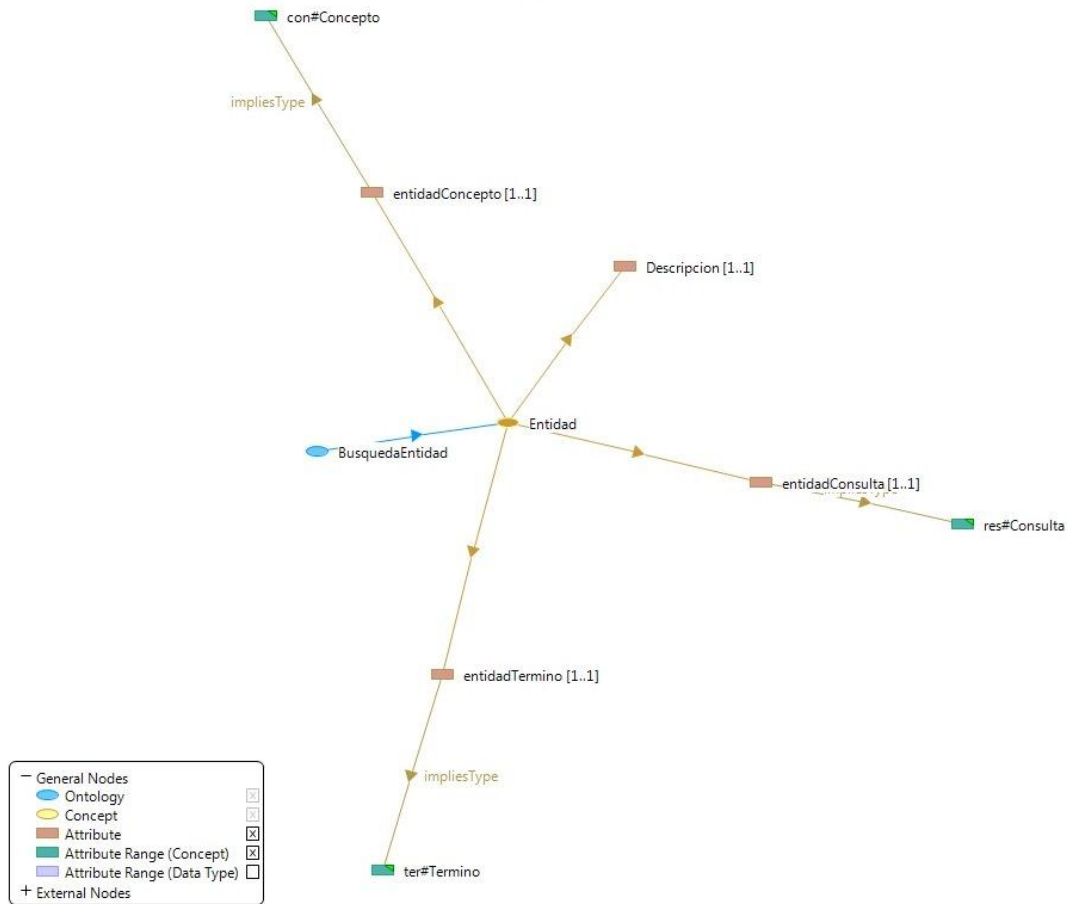 con#Concepto
impliesType
entidadConcepto [1..1]
Descripcion [1..1]
Entidad
BusquedaEntidad
entidadConsulta [1..1]
impliesType
res#Consulta
entidadTermino [1..1]
impliesType
ter#Termino
− General Nodes
Ontology
Concept
Attribute
Attribute Range (Concept)
Attribute Range (Data Type)
+ External Nodes